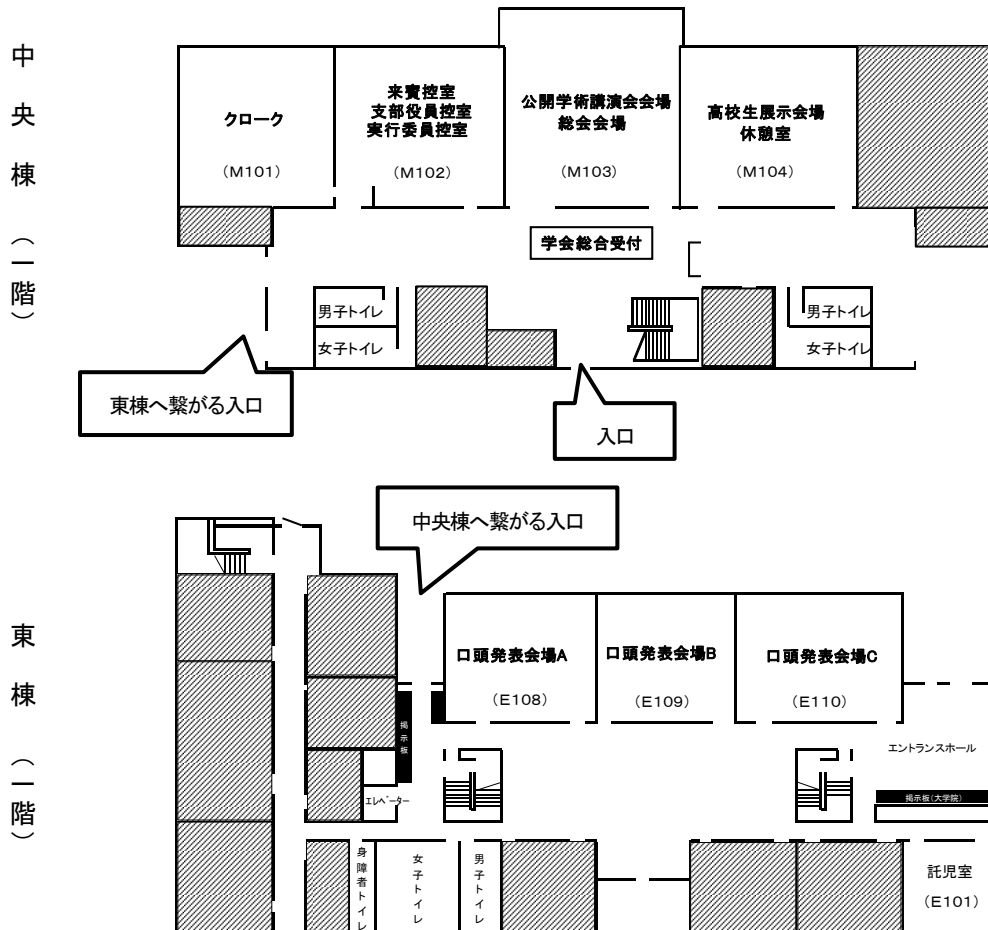 中央棟（一階）
クローク
（M101）
来賓控室
支部役員控室
実行委員控室
（M102）
公開学術講演会会場
総会会場
（M103）
高校生展示会場
休憩室
（M104）
学会総合受付
男子トイレ
女子トイレ
男子トイレ
女子トイレ
東棟へ繋がる入口
入口
東棟（一階）
中央棟へ繋がる入口
口頭発表会場A
（E108）
口頭発表会場B
（E109）
口頭発表会場C
（E110）
掲示板
エレベーター
エントランスホール
掲示板(大学院)
身障者トイレ
女子トイレ
男子トイレ
託児室
（E101）